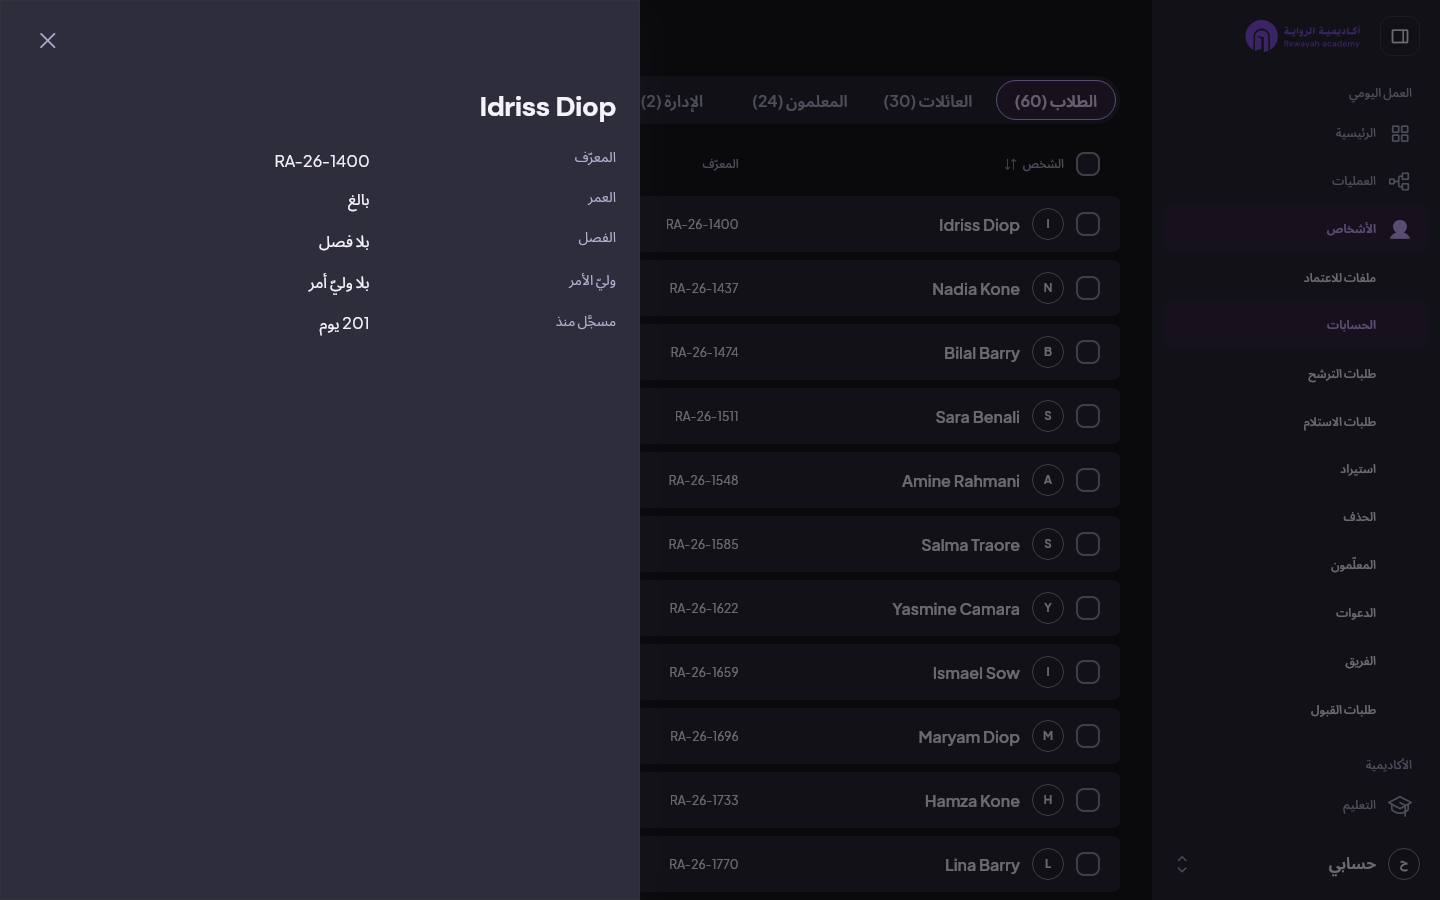 أكاديمية الرواية
Rewayah academy
العمل اليومي
الرئيسية
العمليات
الأشخاص
ملفات للاعتماد
الحسابات
طلبات الترشح
طلبات الاستلام
استيراد
الحذف
المعلّمون
الدعوات
الفريق
طلبات القبول
الأكاديمية
التعليم
ح حسابي
الطلاب (60) العائلات (30) المعلمون (24) الإدارة (2)
الشخص المعرّف
I Idriss Diop RA-26-1400
N Nadia Kone RA-26-1437
B Bilal Barry RA-26-1474
S Sara Benali RA-26-1511
A Amine Rahmani RA-26-1548
S Salma Traore RA-26-1585
Y Yasmine Camara RA-26-1622
I Ismael Sow RA-26-1659
M Maryam Diop RA-26-1696
H Hamza Kone RA-26-1733
L Lina Barry RA-26-1770
Idriss Diop
المعرّف RA-26-1400
العمر بالغ
الفصل بلا فصل
وليّ الأمر بلا وليّ أمر
مسجَّل منذ 201 يوم